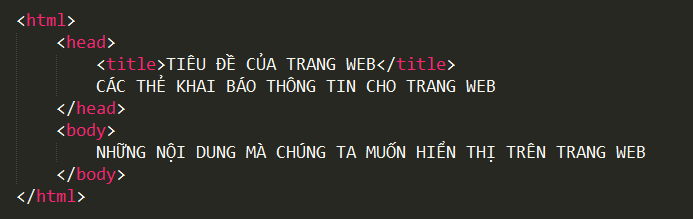 <html>
<head>
<title>TIÊU ĐỀ CỦA TRANG WEB</title>
CÁC THẺ KHAI BÁO THÔNG TIN CHO TRANG WEB
</head>
<body>
NHỮNG NỘI DUNG MÀ CHÚNG TA MUỐN HIỂN THỊ TRÊN TRANG WEB
</body>
</html>